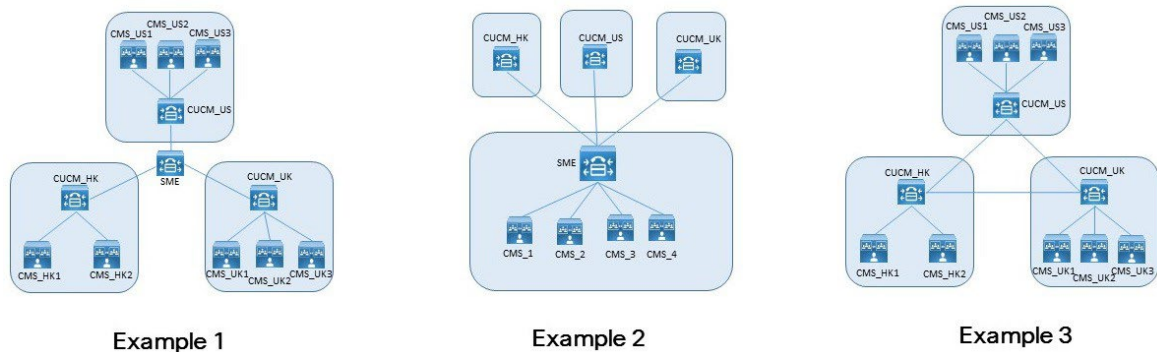 CMS_US2
CMS_US1
CMS_US3
CUCM_US
SME
CUCM_HK
CUCM_UK
CMS_HK1
CMS_HK2
CMS_UK1
CMS_UK2
CMS_UK3
Example 1
CUCM_HK
CUCM_US
CUCM_UK
SME
CMS_1
CMS_2
CMS_3
CMS_4
Example 2
CMS_US2
CMS_US1
CMS_US3
CUCM_US
CUCM_HK
CUCM_UK
CMS_HK1
CMS_HK2
CMS_UK1
CMS_UK2
CMS_UK3
Example 3